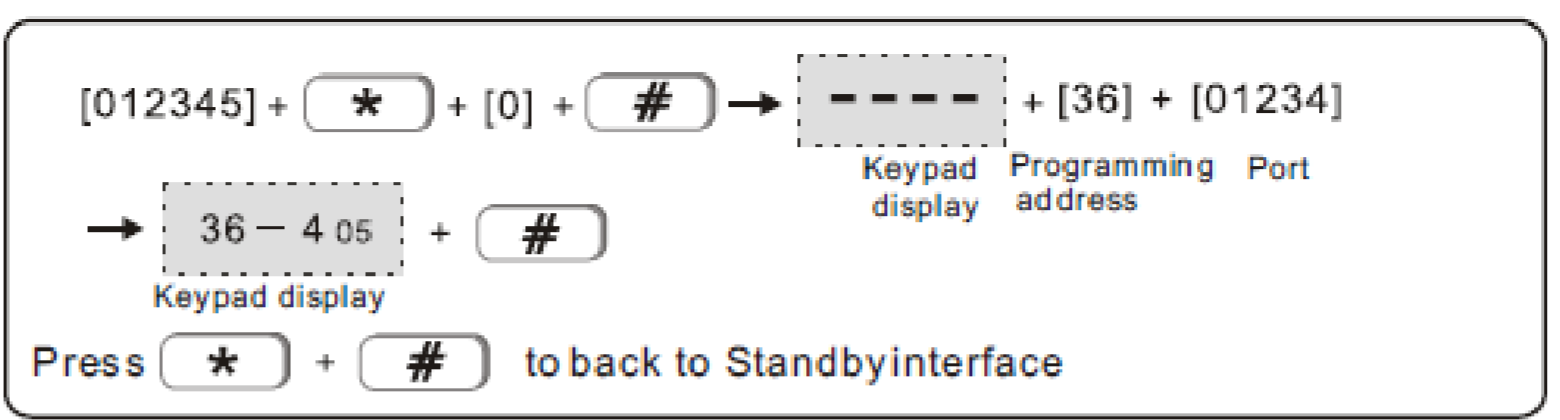 [012345] + * + [0] + # → ---- + [36] + [01234]
Keypad display Programming address Port
→ 36 — 4 05 + #
Keypad display
Press * + # to back to Standbyinterface